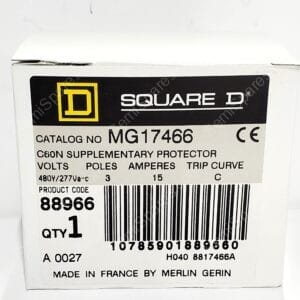 D
SQUARE D
CATALOG NO MG17466 CE
C60N SUPPLEMENTARY PROTECTOR
VOLTS POLES AMPERES TRIP CURVE
480Y/277Va-c 3 15 C
PRODUCT CODE
88966
QTY 1
10785901889660
A 0027 H040 8817466A
MADE IN FRANCE BY MERLIN GERIN